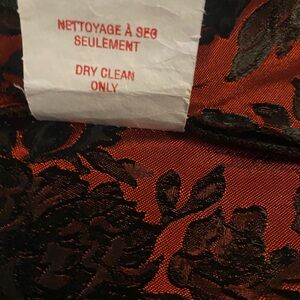 NETTOYAGE À SEC
SEULEMENT
DRY CLEAN
ONLY